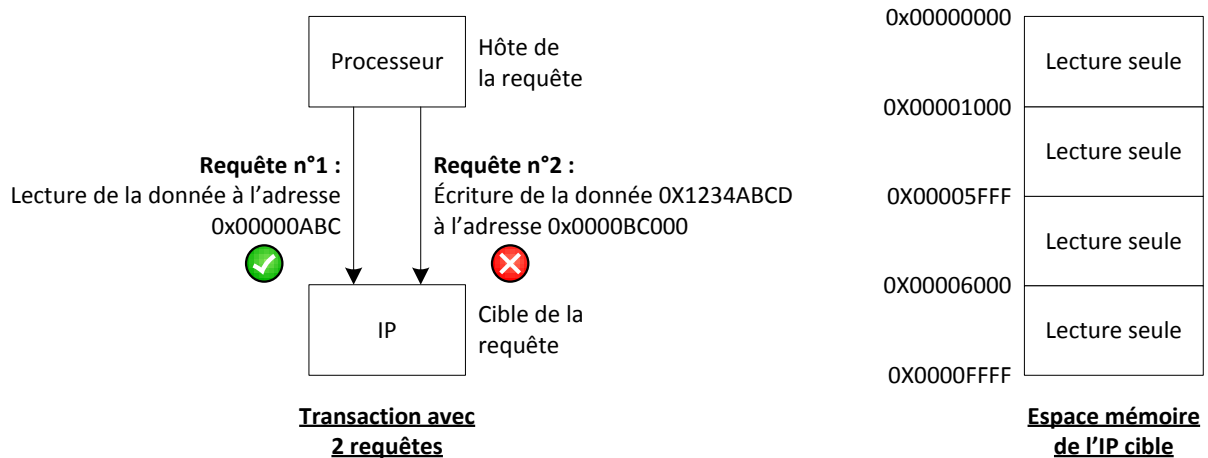 Processeur
Hôte de
la requête
Requête n°1 :
Lecture de la donnée à l'adresse
0x00000ABC
Requête n°2 :
Écriture de la donnée 0X1234ABCD
à l'adresse 0x0000BC000
IP
Cible de la
requête
Transaction avec
2 requêtes
0x00000000
Lecture seule
0X00001000
Lecture seule
0X00005FFF
Lecture seule
0X00006000
Lecture seule
0X0000FFFF
Espace mémoire
de l'IP cible